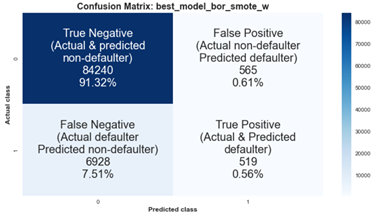 Confusion Matrix: best_model_bor_smote_w
True Negative
(Actual & predicted
non-defaulter)
84240
91.32%
False Positive
(Actual non-defaulter
Predicted defaulter)
565
0.61%
False Negative
(Actual defaulter
Predicted non-defaulter)
6928
7.51%
True Positive
(Actual & Predicted
defaulter)
519
0.56%
Actual class
0
1
0
1
Predicted class
80000
70000
60000
50000
40000
30000
20000
10000